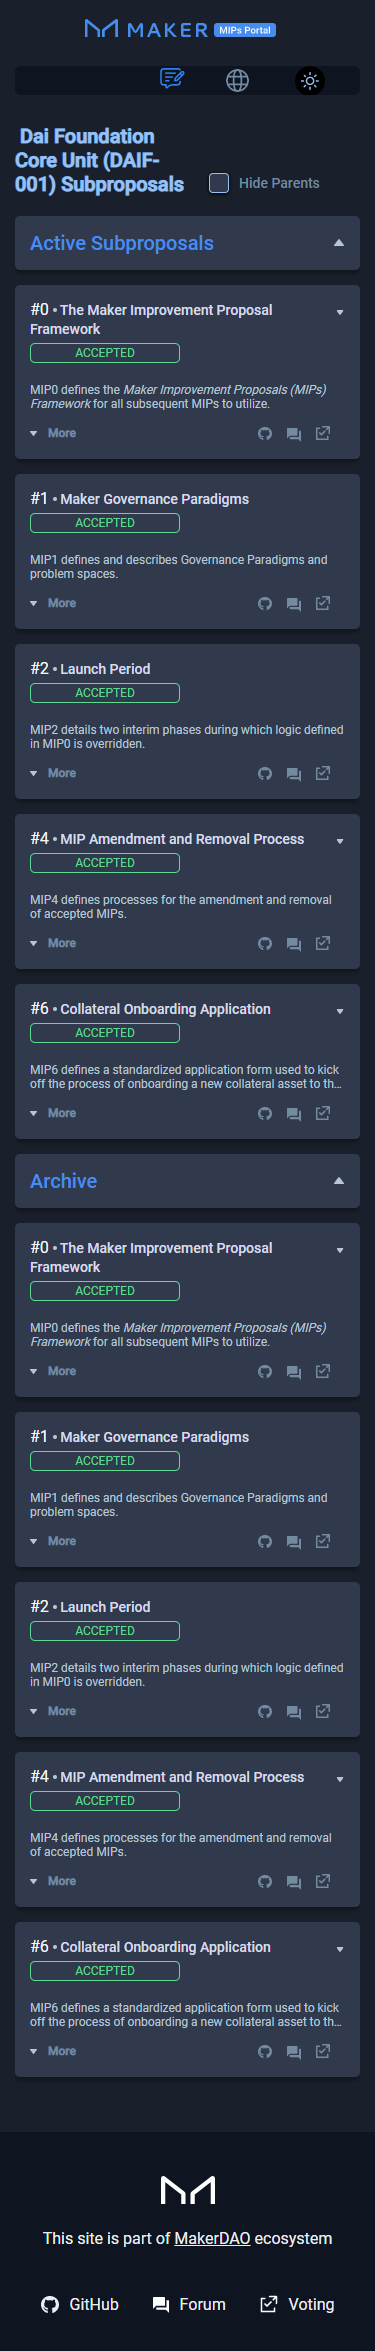 MAKER MIPs Portal
Dai Foundation
Core Unit (DAIF-
001) Subproposals
Hide Parents
Active Subproposals
#0 • The Maker Improvement Proposal
Framework
ACCEPTED
MIP0 defines the Maker Improvement Proposals (MIPs)
Framework for all subsequent MIPs to utilize.
More
#1 • Maker Governance Paradigms
ACCEPTED
MIP1 defines and describes Governance Paradigms and
problem spaces.
More
#2 • Launch Period
ACCEPTED
MIP2 details two interim phases during which logic defined
in MIP0 is overridden.
More
#4 • MIP Amendment and Removal Process
ACCEPTED
MIP4 defines processes for the amendment and removal
of accepted MIPs.
More
#6 • Collateral Onboarding Application
ACCEPTED
MIP6 defines a standardized application form used to kick
off the process of onboarding a new collateral asset to th…
More
Archive
#0 • The Maker Improvement Proposal
Framework
ACCEPTED
MIP0 defines the Maker Improvement Proposals (MIPs)
Framework for all subsequent MIPs to utilize.
More
#1 • Maker Governance Paradigms
ACCEPTED
MIP1 defines and describes Governance Paradigms and
problem spaces.
More
#2 • Launch Period
ACCEPTED
MIP2 details two interim phases during which logic defined
in MIP0 is overridden.
More
#4 • MIP Amendment and Removal Process
ACCEPTED
MIP4 defines processes for the amendment and removal
of accepted MIPs.
More
#6 • Collateral Onboarding Application
ACCEPTED
MIP6 defines a standardized application form used to kick
off the process of onboarding a new collateral asset to th…
More
This site is part of MakerDAO ecosystem
GitHub Forum Voting